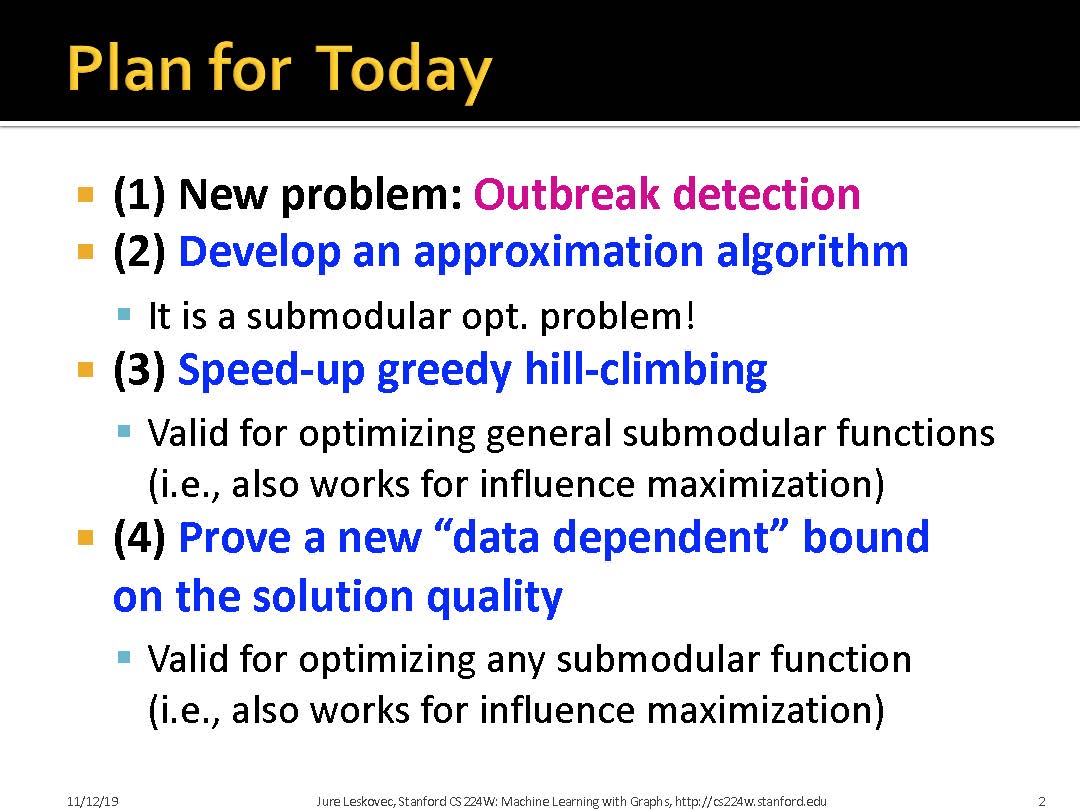 Plan for Today
(1) New problem: Outbreak detection
(2) Develop an approximation algorithm
It is a submodular opt. problem!
(3) Speed-up greedy hill-climbing
Valid for optimizing general submodular functions
(i.e., also works for influence maximization)
(4) Prove a new “data dependent” bound
on the solution quality
Valid for optimizing any submodular function
(i.e., also works for influence maximization)
11/12/19
Jure Leskovec, Stanford CS224W: Machine Learning with Graphs, http://cs224w.stanford.edu
2